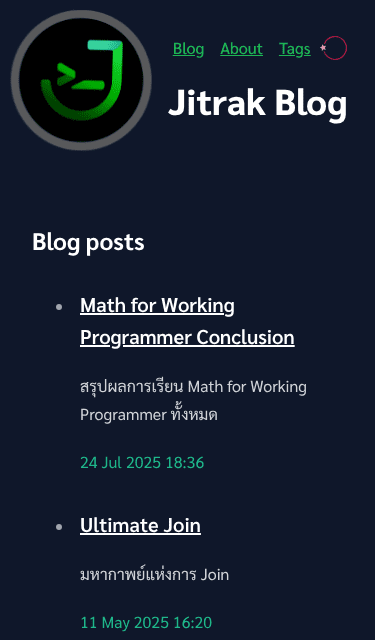 Blog About Tags
Jitrak Blog
Blog posts
Math for Working
Programmer Conclusion
สรุปผลการเรียน Math for Working
Programmer ทั้งหมด
24 Jul 2025 18:36
Ultimate Join
มหากาพย์แห่งการ Join
11 May 2025 16:20